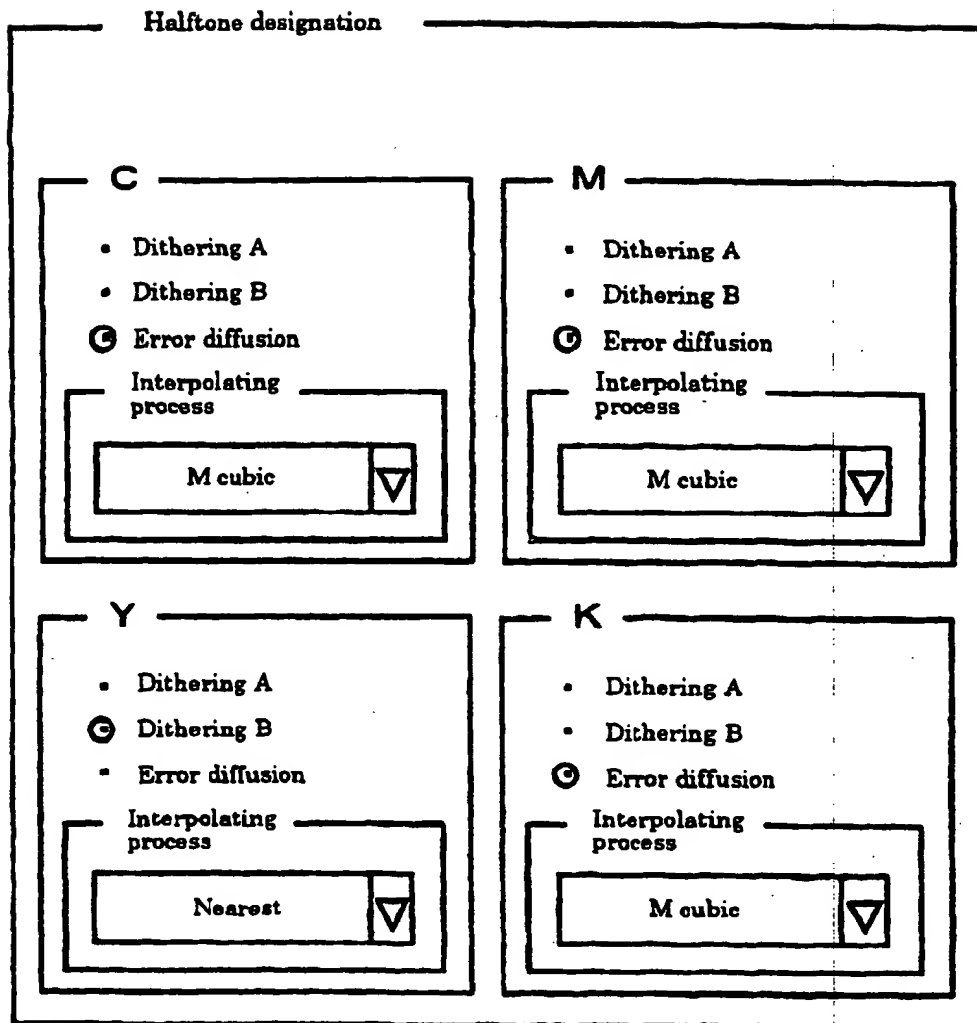 Halftone designation
C
Dithering A
Dithering B
Error diffusion
Interpolating
process
M cubic
M
Dithering A
Dithering B
Error diffusion
Interpolating
process
M cubic
Y
Dithering A
Dithering B
Error diffusion
Interpolating
process
Nearest
K
Dithering A
Dithering B
Error diffusion
Interpolating
process
M cubic